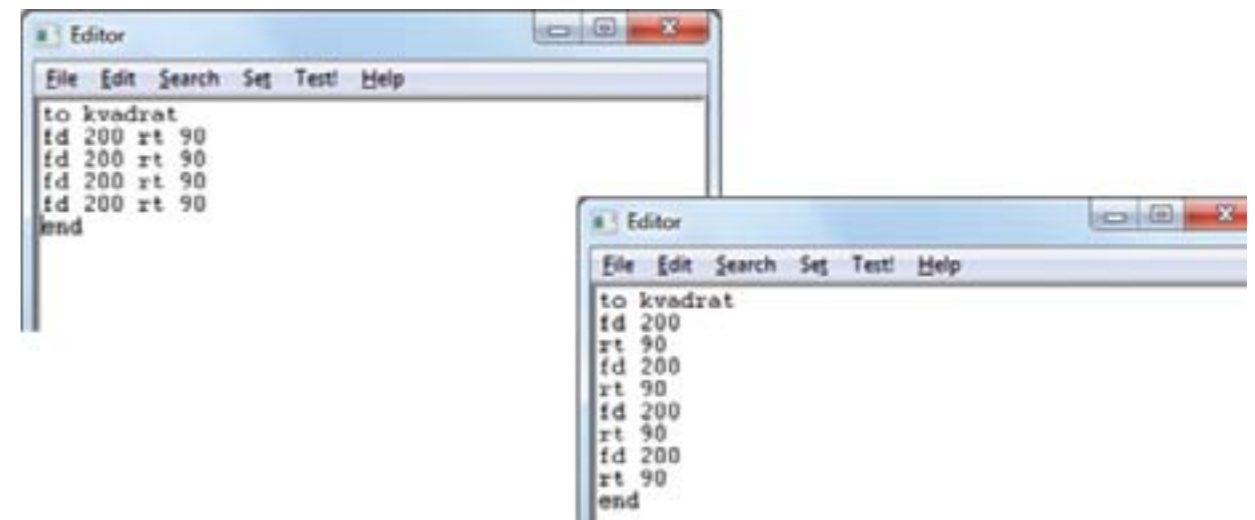 Editor
File Edit Search Set Test! Help
to kvadrat
fd 200 rt 90
fd 200 rt 90
fd 200 rt 90
fd 200 rt 90
end
Editor
File Edit Search Set Test! Help
to kvadrat
fd 200
rt 90
fd 200
rt 90
fd 200
rt 90
fd 200
rt 90
end